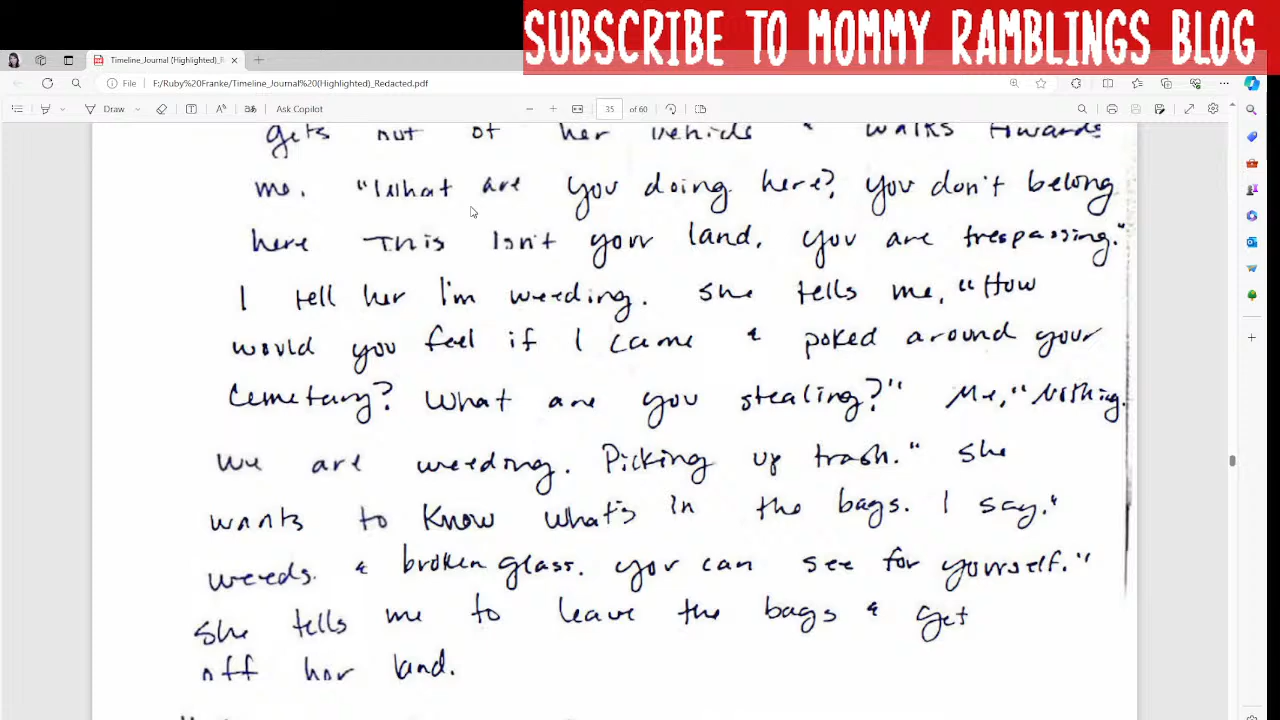 SUBSCRIBE TO MOMMY RAMBLINGS BLOG
Timeline_Journal (Highlighted)_R
File F:/Ruby%20Franke/Timeline_Journal%20(Highlighted)_Redacted.pdf
Draw Ask Copilot 35 of 60
gets out of her vehicle & walks towards
me. "What are you doing here? You don't belong
here This isn't your land. You are trespassing."
I tell her I'm weeding. She tells me, "How
would you feel if I came & poked around your
Cemetary? What are you stealing?" Me, "Nothing.
We are weeding. Picking up trash." She
wants to know what's in the bags. I say, "
weeds. & broken glass. you can see for yourself."
She tells me to leave the bags & get
off her land.